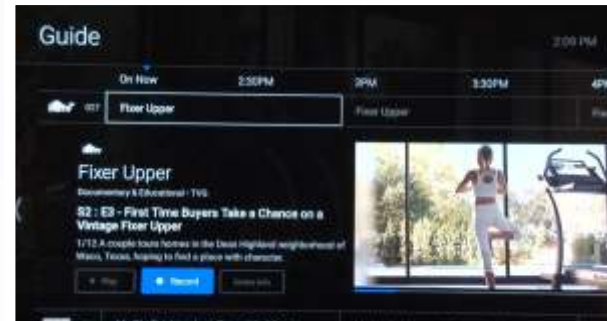 Guide
2:09 PM
On Now 2:30PM 3PM 3:30PM
007 Fixer Upper Fixer Upper
Fixer Upper
Documentary & Educational · TVG
S2 : E3 - First Time Buyers Take a Chance on a
Vintage Fixer Upper
1/12 A couple tours homes in the Dean Highland neighborhood of
Waco, Texas, hoping to find a place with character.
Play Record